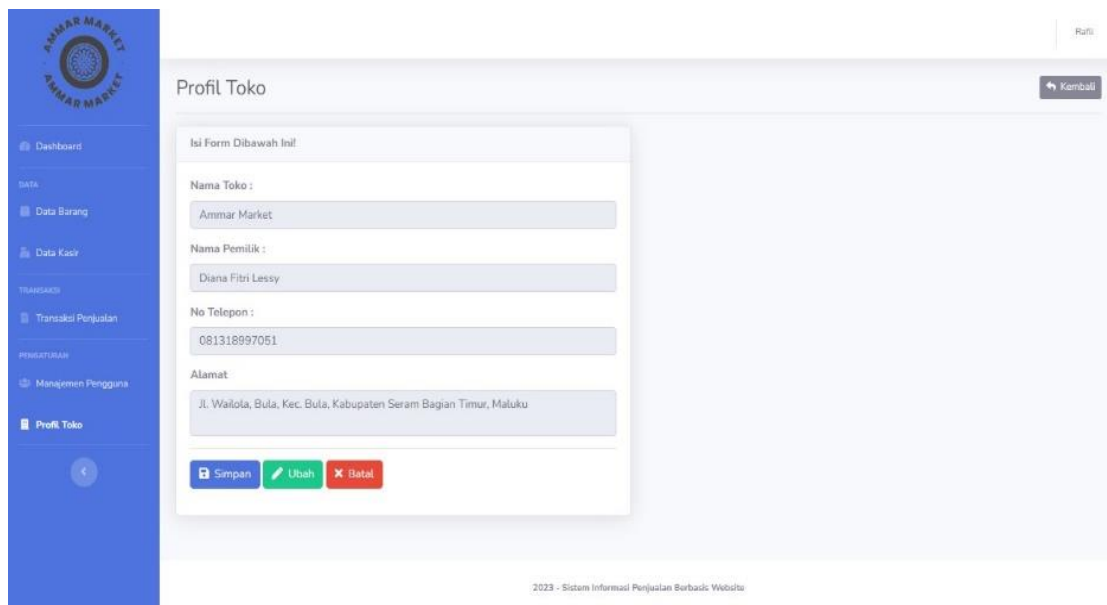 AMMAR MARKET
AMMAR MARKET
Rafli
Profil Toko
Kembali
Dashboard
DATA
Data Barang
Data Kasir
TRANSAKSI
Transaksi Penjualan
PENGATURAN
Manajemen Pengguna
Profil Toko
Isi Form Dibawah Ini!
Nama Toko :
Ammar Market
Nama Pemilik :
Diana Fitri Lessy
No Telepon :
081318997051
Alamat
Jl. Wailola, Bula, Kec. Bula, Kabupaten Seram Bagian Timur, Maluku
Simpan Ubah Batal
2023 - Sistem Informasi Penjualan Berbasis Website